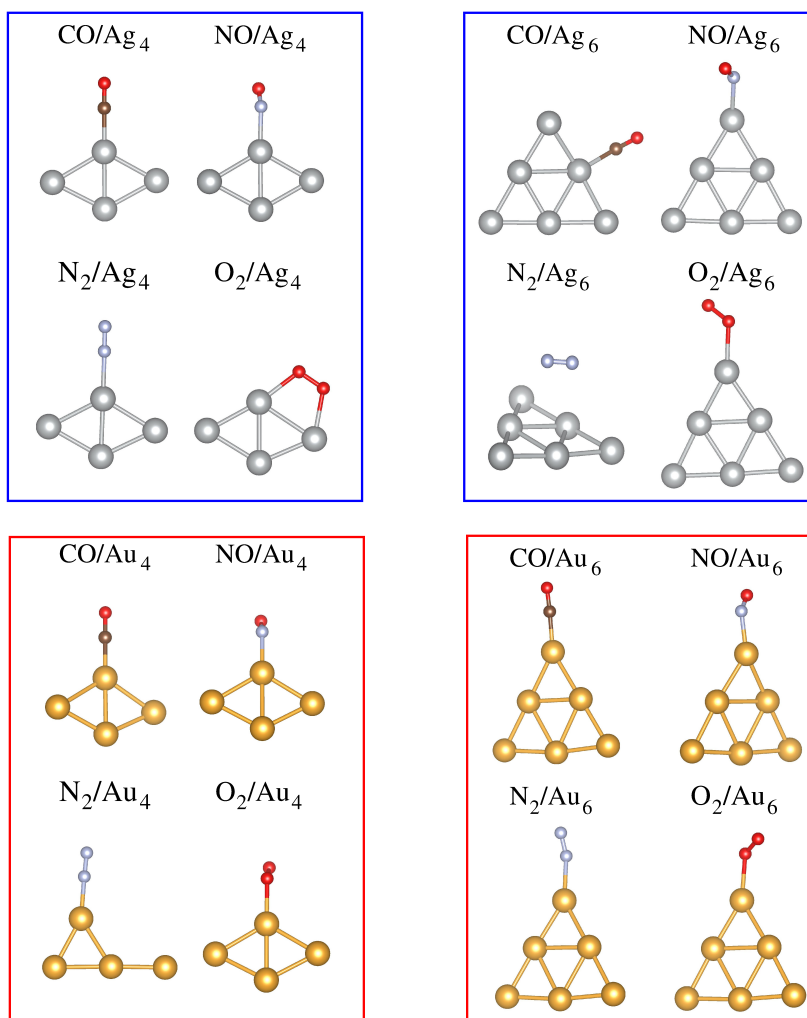 CO/Ag₄ NO/Ag₄
CO/Ag₆ NO/Ag₆
N₂/Ag₄ O₂/Ag₄
N₂/Ag₆ O₂/Ag₆
CO/Au₄ NO/Au₄
CO/Au₆ NO/Au₆
N₂/Au₄ O₂/Au₄
N₂/Au₆ O₂/Au₆